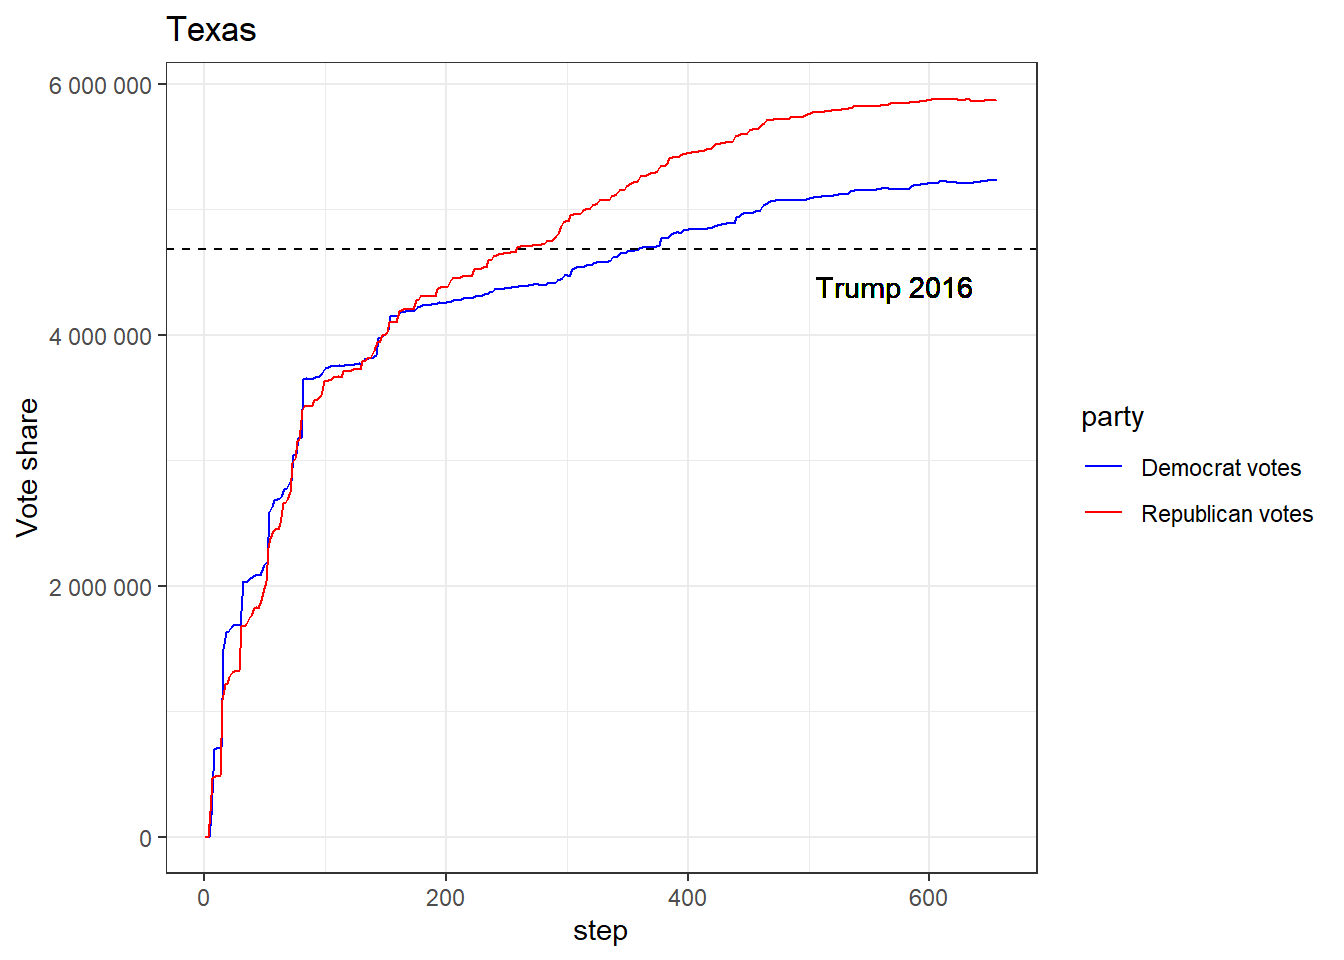 Texas
6 000 000
4 000 000
2 000 000
0
Vote share
Trump 2016
0 200 400 600
step
party
Democrat votes
Republican votes